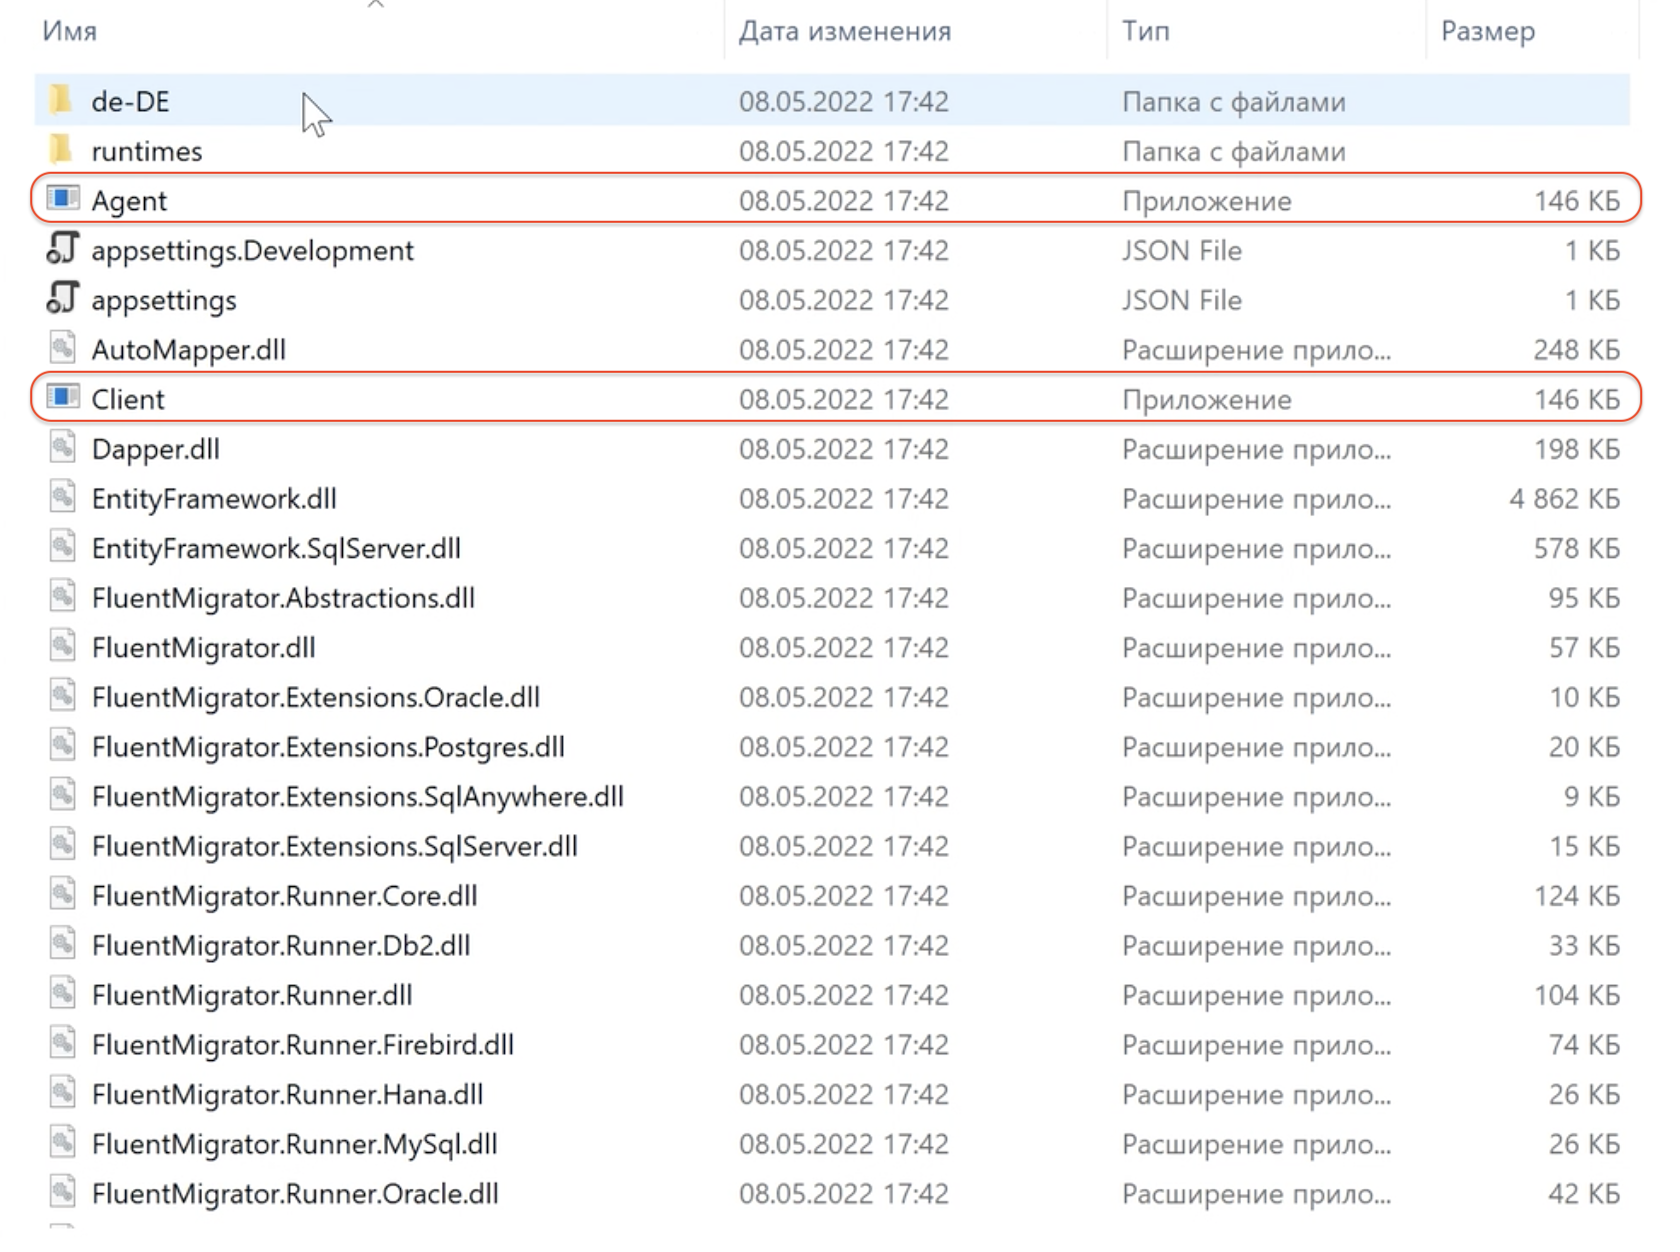 Имя Дата изменения Тип Размер
de-DE 08.05.2022 17:42 Папка с файлами
runtimes 08.05.2022 17:42 Папка с файлами
Agent 08.05.2022 17:42 Приложение 146 КБ
appsettings.Development 08.05.2022 17:42 JSON File 1 КБ
appsettings 08.05.2022 17:42 JSON File 1 КБ
AutoMapper.dll 08.05.2022 17:42 Расширение прило... 248 КБ
Client 08.05.2022 17:42 Приложение 146 КБ
Dapper.dll 08.05.2022 17:42 Расширение прило... 198 КБ
EntityFramework.dll 08.05.2022 17:42 Расширение прило... 4 862 КБ
EntityFramework.SqlServer.dll 08.05.2022 17:42 Расширение прило... 578 КБ
FluentMigrator.Abstractions.dll 08.05.2022 17:42 Расширение прило... 95 КБ
FluentMigrator.dll 08.05.2022 17:42 Расширение прило... 57 КБ
FluentMigrator.Extensions.Oracle.dll 08.05.2022 17:42 Расширение прило... 10 КБ
FluentMigrator.Extensions.Postgres.dll 08.05.2022 17:42 Расширение прило... 20 КБ
FluentMigrator.Extensions.SqlAnywhere.dll 08.05.2022 17:42 Расширение прило... 9 КБ
FluentMigrator.Extensions.SqlServer.dll 08.05.2022 17:42 Расширение прило... 15 КБ
FluentMigrator.Runner.Core.dll 08.05.2022 17:42 Расширение прило... 124 КБ
FluentMigrator.Runner.Db2.dll 08.05.2022 17:42 Расширение прило... 33 КБ
FluentMigrator.Runner.dll 08.05.2022 17:42 Расширение прило... 104 КБ
FluentMigrator.Runner.Firebird.dll 08.05.2022 17:42 Расширение прило... 74 КБ
FluentMigrator.Runner.Hana.dll 08.05.2022 17:42 Расширение прило... 26 КБ
FluentMigrator.Runner.MySql.dll 08.05.2022 17:42 Расширение прило... 26 КБ
FluentMigrator.Runner.Oracle.dll 08.05.2022 17:42 Расширение прило... 42 КБ